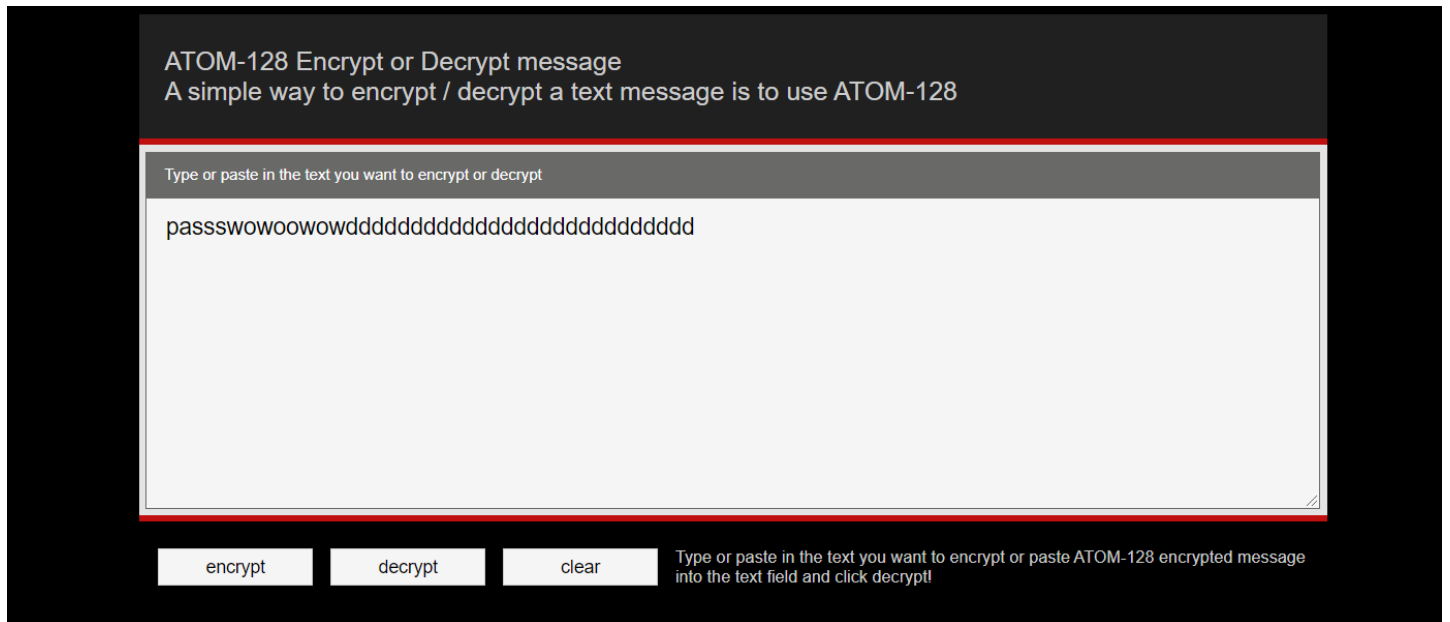 ATOM-128 Encrypt or Decrypt message
A simple way to encrypt / decrypt a text message is to use ATOM-128
Type or paste in the text you want to encrypt or decrypt
passswowoowowddddddddddddddddddddddddddd
encrypt decrypt clear Type or paste in the text you want to encrypt or paste ATOM-128 encrypted message
into the text field and click decrypt!